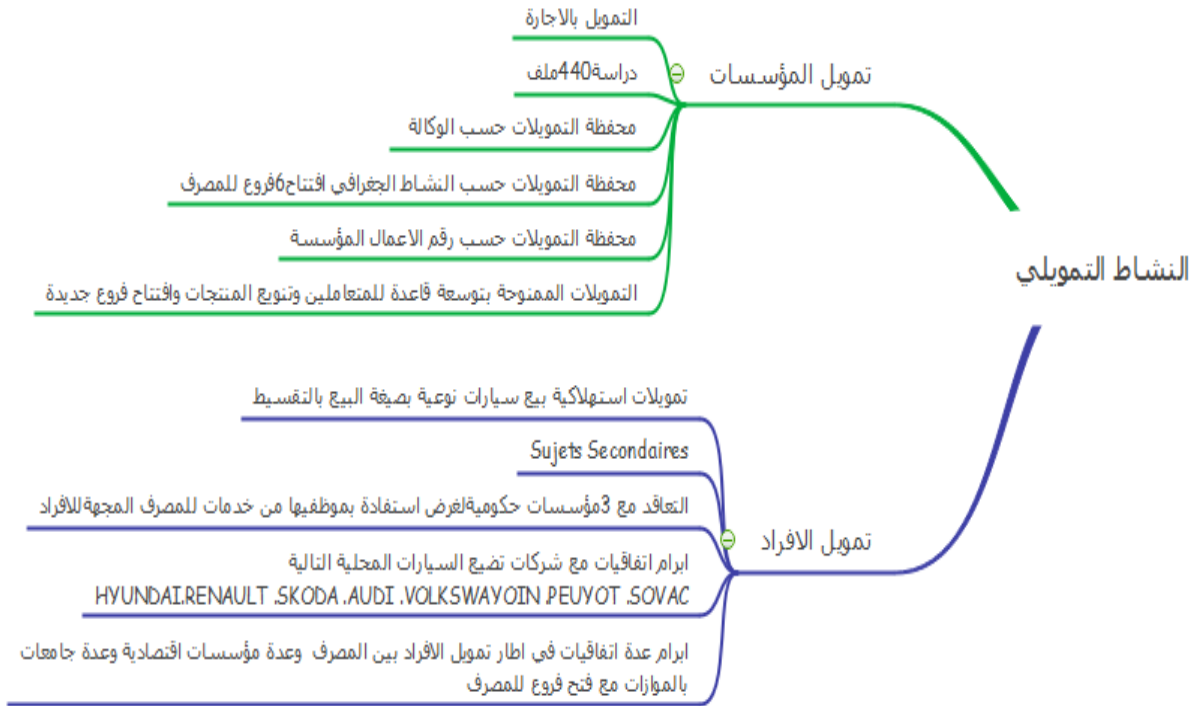 النشاط التمويلي
تمويل المؤسسات
التمويل بالاجارة
دراسة440ملف
محفظة التمويلات حسب الوكالة
محفظة التمويلات حسب النشاط الجغرافي افتتاح6فروع للمصرف
محفظة التمويلات حسب رقم الاعمال المؤسسة
التمويلات الممنوحة بتوسعة قاعدة للمتعاملين وتنويع المنتجات وافتتاح فروع جديدة
تمويل الافراد
تمويلات استهلاكية بيع سيارات نوعية بصيغة البيع بالتقسيط
Sujets Secondaires
التعاقد مع 3مؤسسات حكوميةلغرض استفادة بموظفيها من خدمات للمصرف المجهةللافراد
ابرام اتفاقيات مع شركات تضيع السيارات المحلية التالية
HYUNDAI.RENAULT .SKODA .AUDI .VOLKSWAYOIN .PEUYOT .SOVAC
ابرام عدة اتفاقيات في اطار تمويل الافراد بين المصرف وعدة مؤسسات اقتصادية وعدة جامعات
بالموازات مع فتح فروع للمصرف